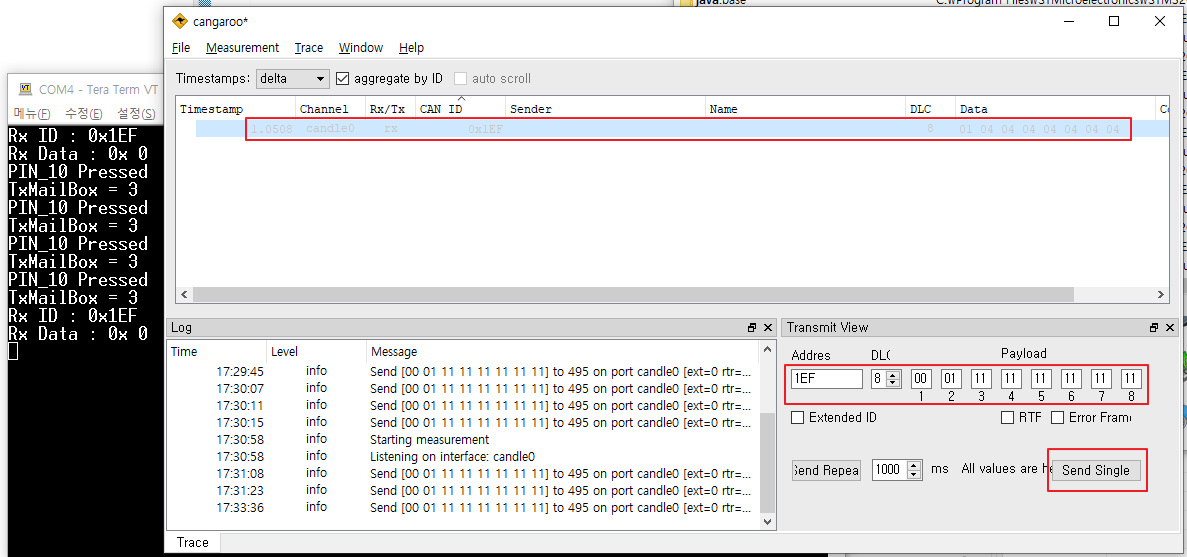 java.base
C:\Program Files\STMicroelectronics\STM32
cangaroo*
File Measurement Trace Window Help
Timestamps: delta aggregate by ID auto scroll
Timestamp Channel Rx/Tx CAN ID Sender Name DLC Data
1.0508 candle0 rx 0x1EF 8 01 04 04 04 04 04 04 04
COM4 - Tera Term VT
메뉴(F) 수정(E) 설정(S)
Rx ID : 0x1EF
Rx Data : 0x 0
PIN_10 Pressed
TxMailBox = 3
PIN_10 Pressed
TxMailBox = 3
PIN_10 Pressed
TxMailBox = 3
PIN_10 Pressed
TxMailBox = 3
Rx ID : 0x1EF
Rx Data : 0x 0
Log
Time Level Message
17:29:45 info Send [00 01 11 11 11 11 11 11] to 495 on port candle0 [ext=0 rtr=...
17:30:07 info Send [00 01 11 11 11 11 11 11] to 495 on port candle0 [ext=0 rtr=...
17:30:11 info Send [00 01 11 11 11 11 11 11] to 495 on port candle0 [ext=0 rtr=...
17:30:15 info Send [00 01 11 11 11 11 11 11] to 495 on port candle0 [ext=0 rtr=...
17:30:58 info Starting measurement
17:30:58 info Listening on interface: candle0
17:31:08 info Send [00 01 11 11 11 11 11 11] to 495 on port candle0 [ext=0 rtr=...
17:31:23 info Send [00 01 11 11 11 11 11 11] to 495 on port candle0 [ext=0 rtr=...
17:33:36 info Send [00 01 11 11 11 11 11 11] to 495 on port candle0 [ext=0 rtr=...
Trace
Transmit View
Addres DLC Payload
1EF 8 00 01 11 11 11 11 11 11
1 2 3 4 5 6 7 8
Extended ID RTF Error Frame
Send Repea 1000 ms All values are He Send Single